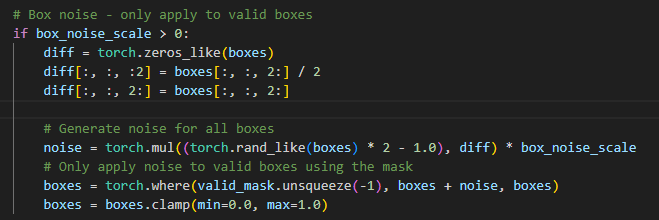 # Box noise - only apply to valid boxes
if box_noise_scale > 0:
    diff = torch.zeros_like(boxes)
    diff[:, :, :2] = boxes[:, :, 2:] / 2
    diff[:, :, 2:] = boxes[:, :, 2:]

    # Generate noise for all boxes
    noise = torch.mul((torch.rand_like(boxes) * 2 - 1.0), diff) * box_noise_scale
    # Only apply noise to valid boxes using the mask
    boxes = torch.where(valid_mask.unsqueeze(-1), boxes + noise, boxes)
    boxes = boxes.clamp(min=0.0, max=1.0)